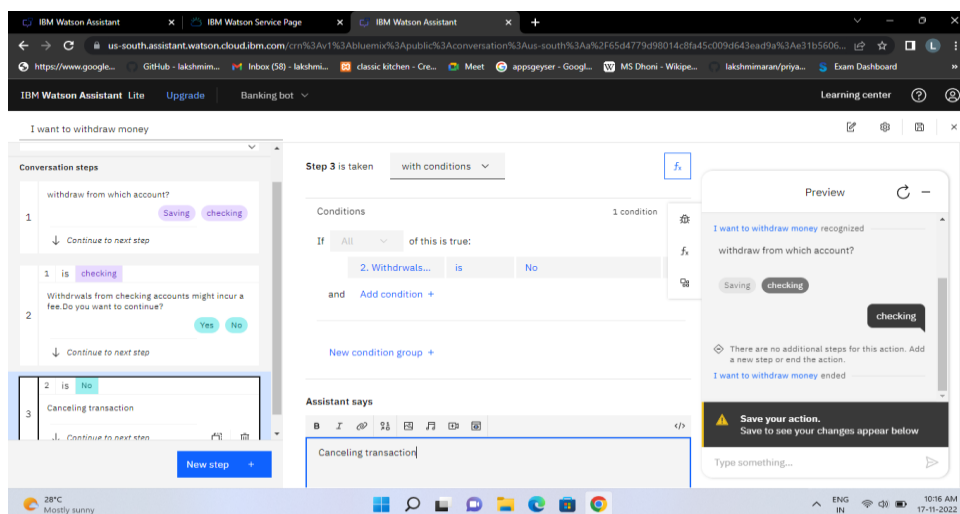 IBM Watson Assistant
IBM Watson Service Page
IBM Watson Assistant
us-south.assistant.watson.cloud.ibm.com/crn%3Av1%3Abluemix%3Apublic%3Aconversation%3Aus-south%3Aa%2F65d4779d98014c8fa45c009d643ead9a%3Ae31b5606...
L
https://www.google...
GitHub - lakshmim...
Inbox (58) - lakshmi...
classic kitchen - Cre...
Meet
appsgeyser - Googl...
MS Dhoni - Wikipe...
lakshmimaran/priya...
Exam Dashboard
»
IBM Watson Assistant Lite
Upgrade
Banking bot
Learning center
I want to withdraw money
Conversation steps
1
withdraw from which account?
Saving
checking
Continue to next step
2
1 is checking
Withdrwals from checking accounts might incur a
fee.Do you want to continue?
Yes
No
Continue to next step
3
2 is No
Canceling transaction
Continue to next step
New step +
Step 3 is taken
with conditions
fx
Conditions
1 condition
If All of this is true:
2. Withdrwals...
is
No
and Add condition +
New condition group +
fx
Assistant says
B I
</>
Canceling transaction
Preview
I want to withdraw money recognized
withdraw from which account?
Saving
checking
checking
There are no additional steps for this action. Add
a new step or end the action.
I want to withdraw money ended
Save your action.
Save to see your changes appear below
Type something...
28°C
Mostly sunny
ENG
IN
10:16 AM
17-11-2022